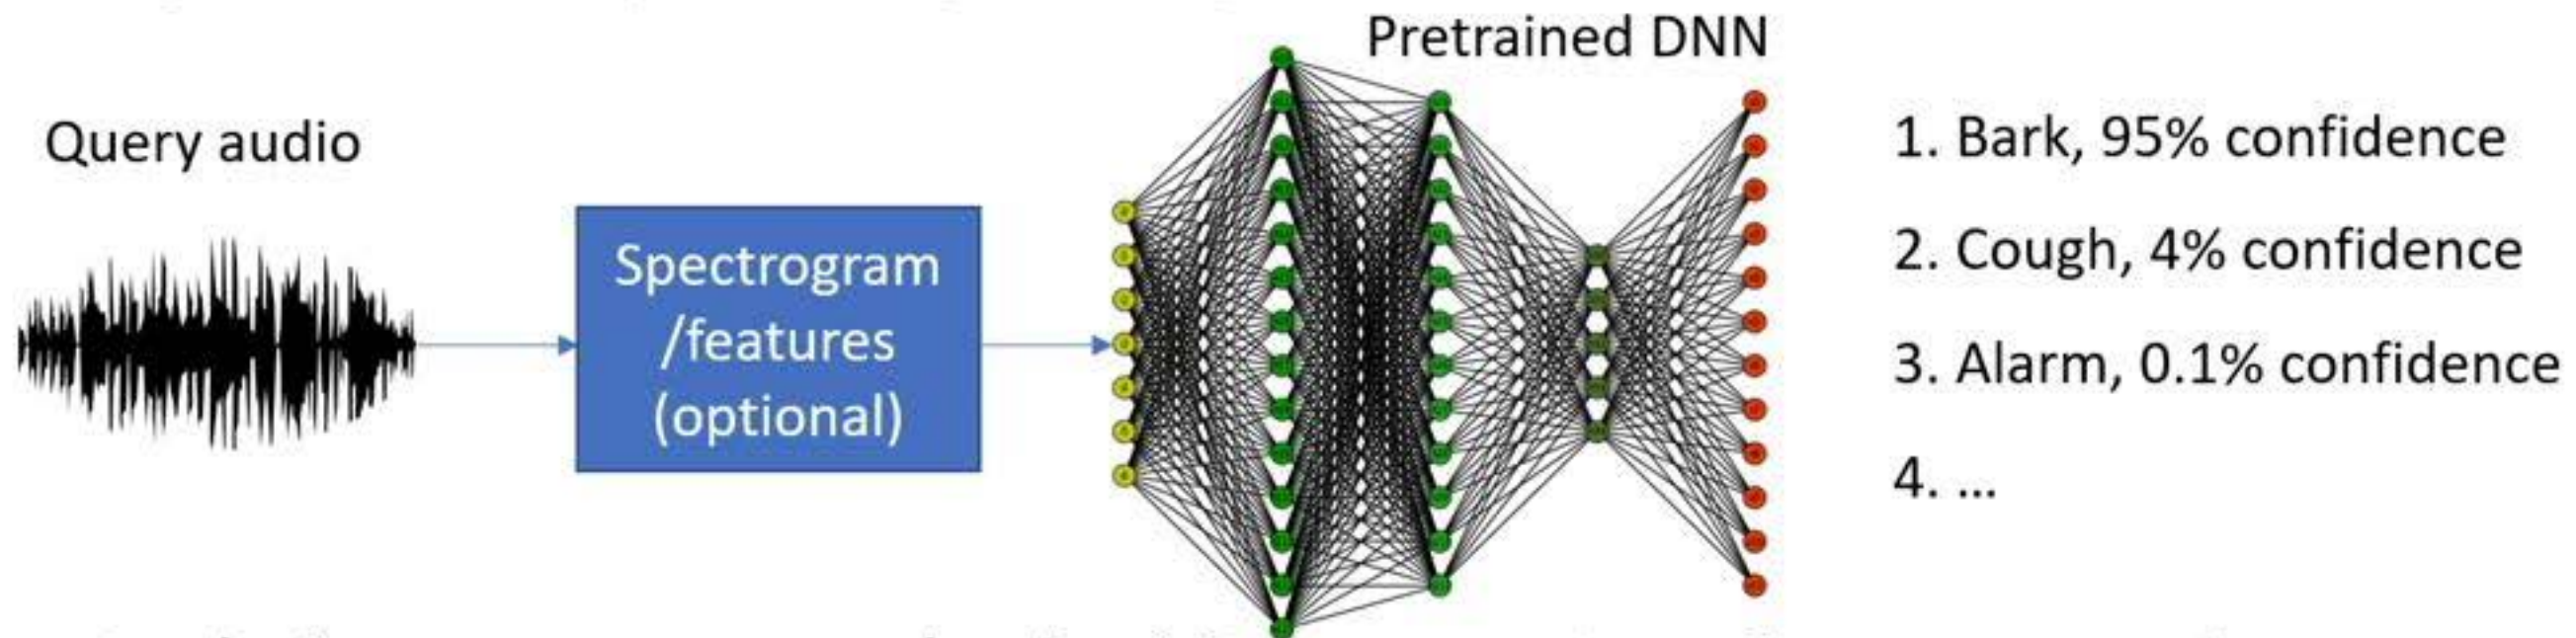 Pretrained DNN
Query audio
Spectrogram
/features
(optional)
1. Bark, 95% confidence
2. Cough, 4% confidence
3. Alarm, 0.1% confidence
4. ...